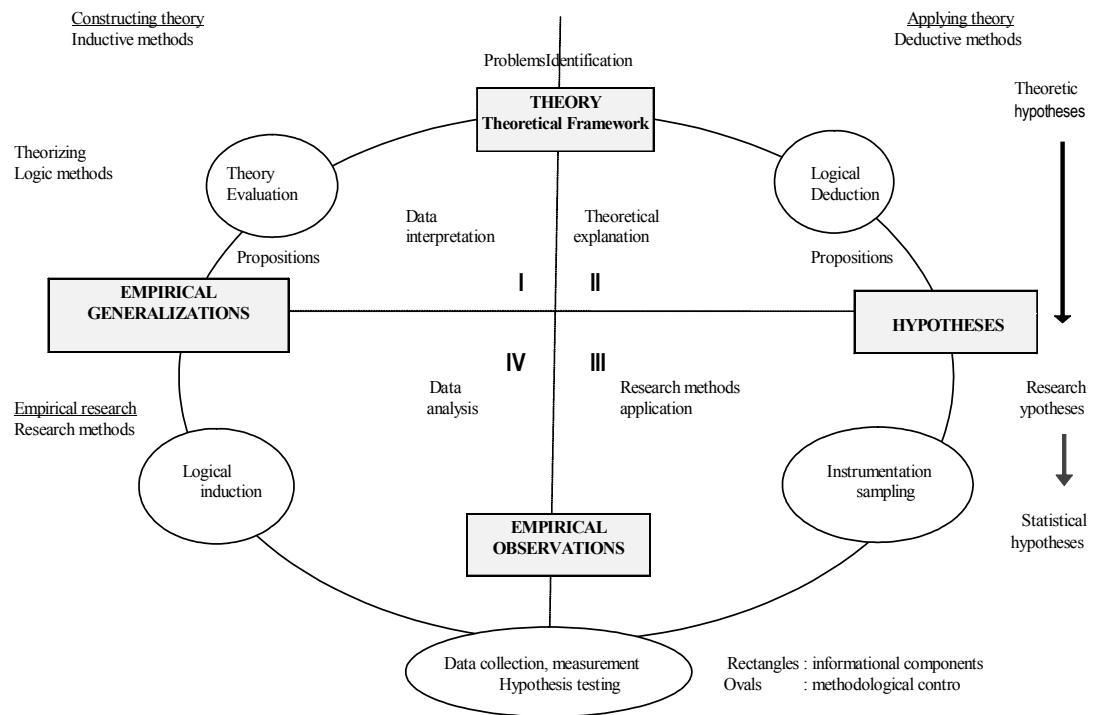 Constructing theory
Inductive methods
Applying theory
Deductive methods
ProblemsIdentification
THEORY
Theoretical Framework
Theoretic
hypotheses
Theorizing
Logic methods
Theory
Evaluation
Logical
Deduction
Data
interpretation
Theoretical
explanation
Propositions
Propositions
I
II
EMPIRICAL
GENERALIZATIONS
HYPOTHESES
IV
III
Data
analysis
Research methods
application
Research
ypotheses
Empirical research
Research methods
Logical
induction
Instrumentation
sampling
EMPIRICAL
OBSERVATIONS
Statistical
hypotheses
Data collection, measurement
Hypothesis testing
Rectangles : informational components
Ovals : methodological contro